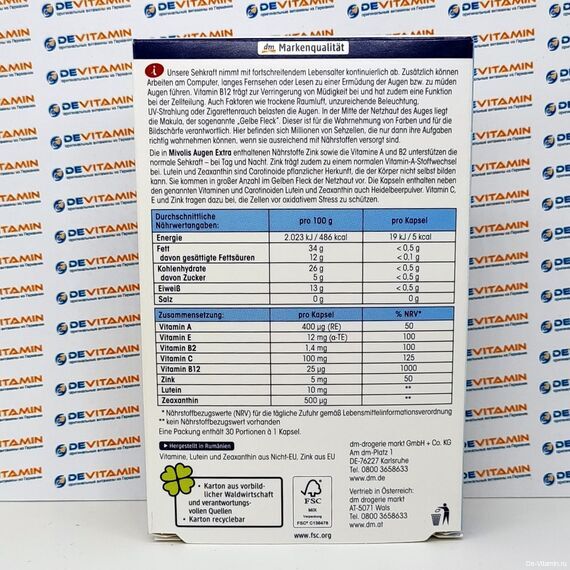 dm Markenqualität
Unsere Sehkraft nimmt mit fortschreitendem Lebensalter kontinuierlich ab. Zusätzlich können
Arbeiten am Computer, langes Fernsehen oder Lesen zu einer Ermüdung der Augen bzw. zu müden
Augen führen. Vitamin B12 trägt zur Verringerung von Müdigkeit bei und hat zudem eine Funktion
bei der Zellteilung. Auch Faktoren wie trockene Raumluft, unzureichende Beleuchtung,
UV-Strahlung oder Zigarettenrauch belasten die Augen. In der Mitte der Netzhaut des Auges liegt
die Makula, der sogenannte „Gelbe Fleck“. Dieser ist für die Wahrnehmung von Farben und für die
Bildschärfe verantwortlich. Hier befinden sich Millionen von Sehzellen, die nur dann ihre Aufgaben
richtig wahrnehmen können, wenn sie ausreichend mit Nährstoffen versorgt sind.
Die in Mivolis Augen Extra enthaltenen Nährstoffe Zink sowie die Vitamine A und B2 unterstützen die
normale Sehkraft – bei Tag und Nacht. Zink trägt zudem zu einem normalen Vitamin-A-Stoffwechsel
bei. Lutein und Zeaxanthin sind Carotinoide pflanzlicher Herkunft, die der Körper nicht selbst bilden
kann. Sie kommen in großer Anzahl im Gelben Fleck der Netzhaut vor. Die Kapseln enthalten neben
den genannten Vitaminen und Carotinoiden Lutein und Zeaxanthin auch Heidelbeerpulver. Vitamin C,
E und Zink tragen dazu bei, die Zellen vor oxidativem Stress zu schützen.
Durchschnittliche
Nährwertangaben: pro 100 g pro Kapsel
Energie 2.023 kJ / 486 kcal 19 kJ / 5 kcal
Fett 34 g < 0,5 g
davon gesättigte Fettsäuren 12 g < 0,1 g
Kohlenhydrate 26 g < 0,5 g
davon Zucker 5 g < 0,5 g
Eiweiß 13 g < 0,5 g
Salz 0 g 0 g
Zusammensetzung: pro Kapsel % NRV*
Vitamin A 400 µg (RE) 50
Vitamin E 12 mg (α-TE) 100
Vitamin B2 1,4 mg 100
Vitamin C 100 mg 125
Vitamin B12 25 µg 1000
Zink 5 mg 50
Lutein 10 mg **
Zeaxanthin 500 µg **
* Nährstoffbezugswerte (NRV) für die tägliche Zufuhr gemäß Lebensmittelinformationsverordnung
** kein Nährstoffbezugswert vorhanden
Eine Packung enthält 30 Portionen à 1 Kapsel.
Hergestellt in Rumänien
Vitamine, Lutein und Zeaxanthin aus Nicht-EU, Zink aus EU
• Karton aus vorbild-
licher Waldwirtschaft
und verantwortungs-
vollen Quellen
• Karton recyclebar
FSC
MIX
Verpackung
FSC® C136478
www.fsc.org
dm-drogerie markt GmbH + Co. KG
Am dm-Platz 1
DE-76227 Karlsruhe
Tel. 0800 3658633
www.dm.de
Vertrieb in Österreich:
dm drogerie markt
AT-5071 Wals
Tel. 0800 3658633
www.dm.at
DEVITAMIN
оригинальные витамины из Германии
De-Vitamin.ru